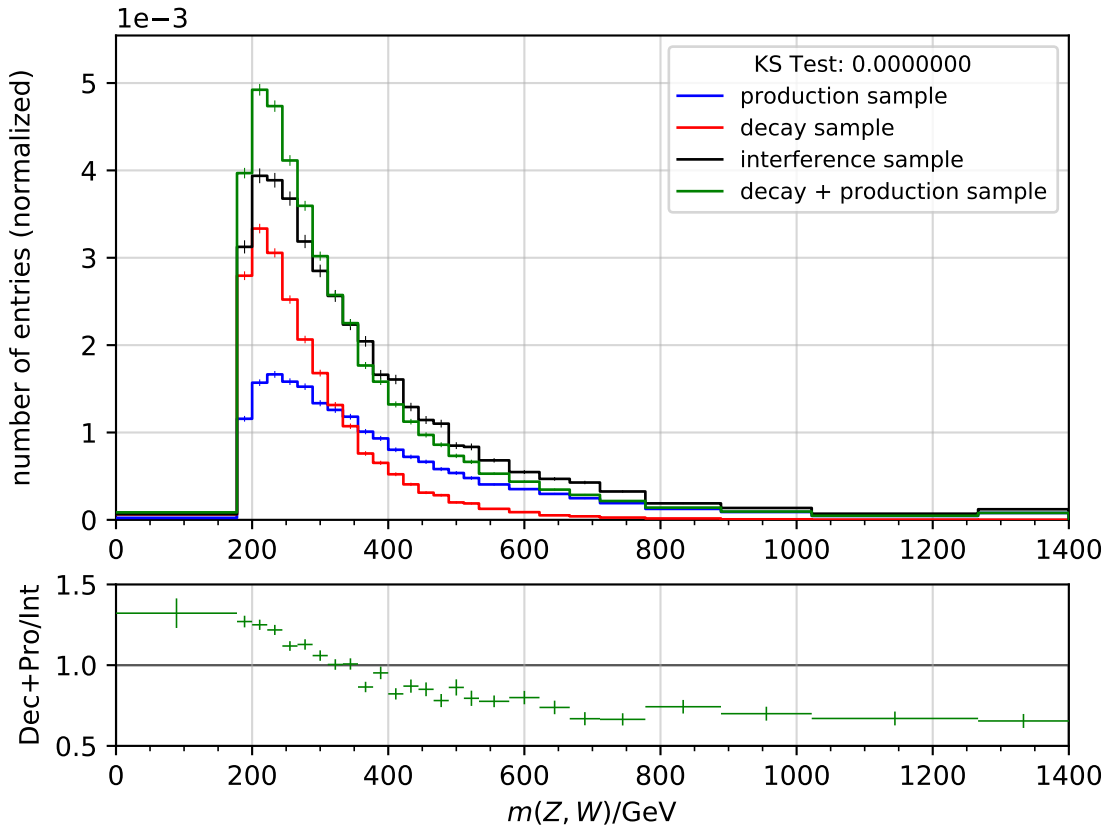 1e−3
number of entries (normalized)
5
4
3
2
1
0
KS Test: 0.0000000
production sample
decay sample
interference sample
decay + production sample
0 200 400 600 800 1000 1200 1400
Dec+Pro/Int
1.5
1.0
0.5
0 200 400 600 800 1000 1200 1400
m(Z, W)/GeV